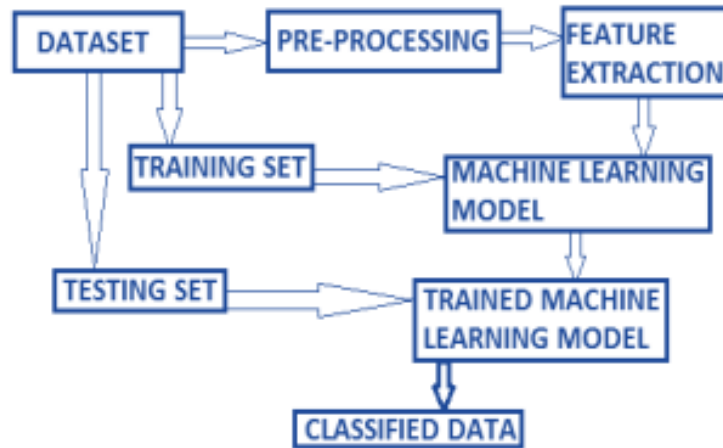 DATASET
PRE-PROCESSING
FEATURE
EXTRACTION
TRAINING SET
MACHINE LEARNING
MODEL
TESTING SET
TRAINED MACHINE
LEARNING MODEL
CLASSIFIED DATA